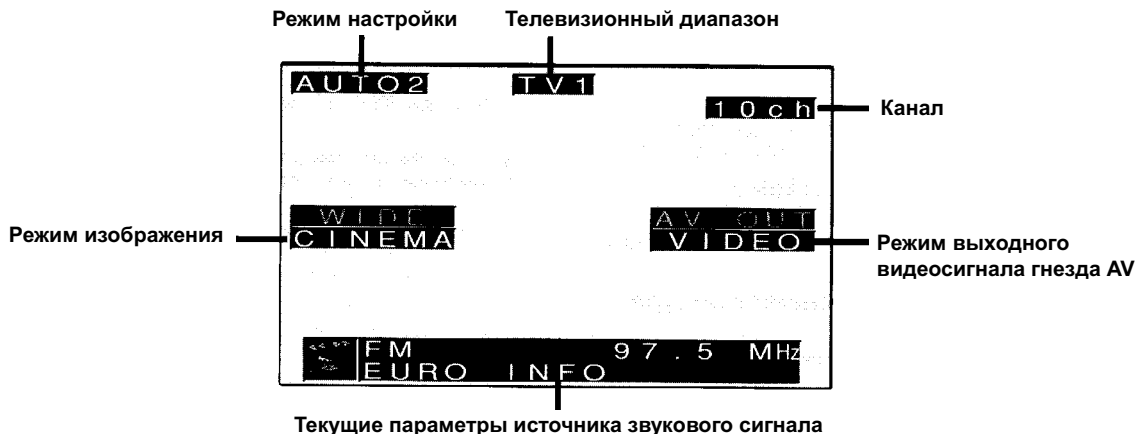 Режим настройки
Телевизионный диапазон
AUTO2
TV1
10ch
Канал
WIDE
AV OUT
Режим изображения
CINEMA
VIDEO
Режим выходного
видеосигнала гнезда AV
FM 97.5 MHz
EURO INFO
Текущие параметры источника звукового сигнала